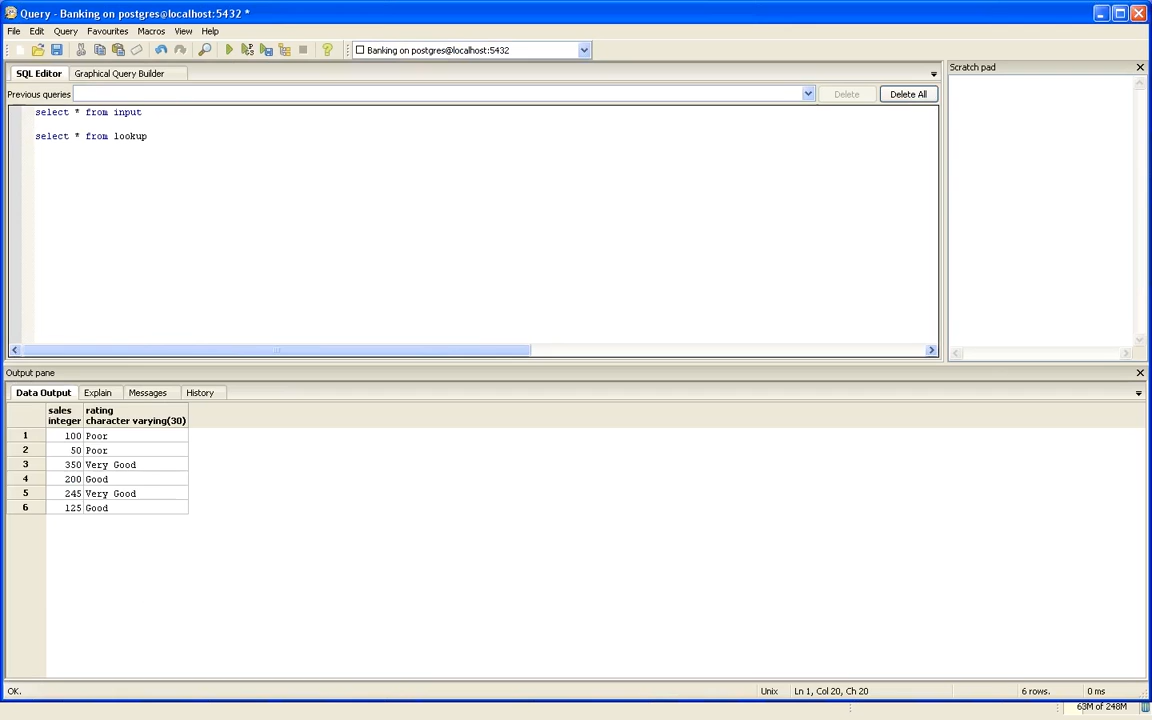 Query - Banking on postgres@localhost:5432 *
File Edit Query Favourites Macros View Help
Banking on postgres@localhost:5432
SQL Editor Graphical Query Builder
Scratch pad
Previous queries
Delete
Delete All
select * from input
select * from lookup
Output pane
Data Output Explain Messages History
sales rating
integer character varying(30)
1 100 Poor
2 50 Poor
3 350 Very Good
4 200 Good
5 245 Very Good
6 125 Good
OK. Unix Ln 1, Col 20, Ch 20 6 rows. 0 ms
63M of 248M